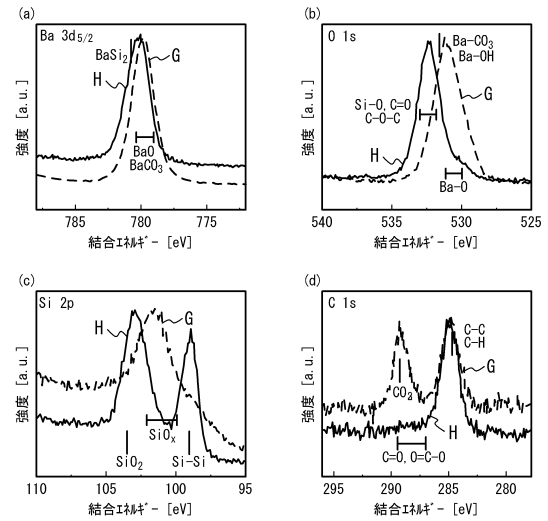 (a)
Ba 3d5/2
BaSi2
G
H
BaO
BaCO3
強度 [a.u.]
785 780 775
結合エネルギー [eV]
(b)
O 1s
Ba-CO3
Ba-OH
Si-O, C=O
C-O-C
G
H
Ba-O
強度 [a.u.]
540 535 530 525
結合エネルギー [eV]
(c)
Si 2p
H
G
SiOx
SiO2
Si-Si
強度 [a.u.]
110 105 100 95
結合エネルギー [eV]
(d)
C 1s
C-C
C-H
G
CO3
H
C=O, O=C-O
強度 [a.u.]
295 290 285 280
結合エネルギー [eV]